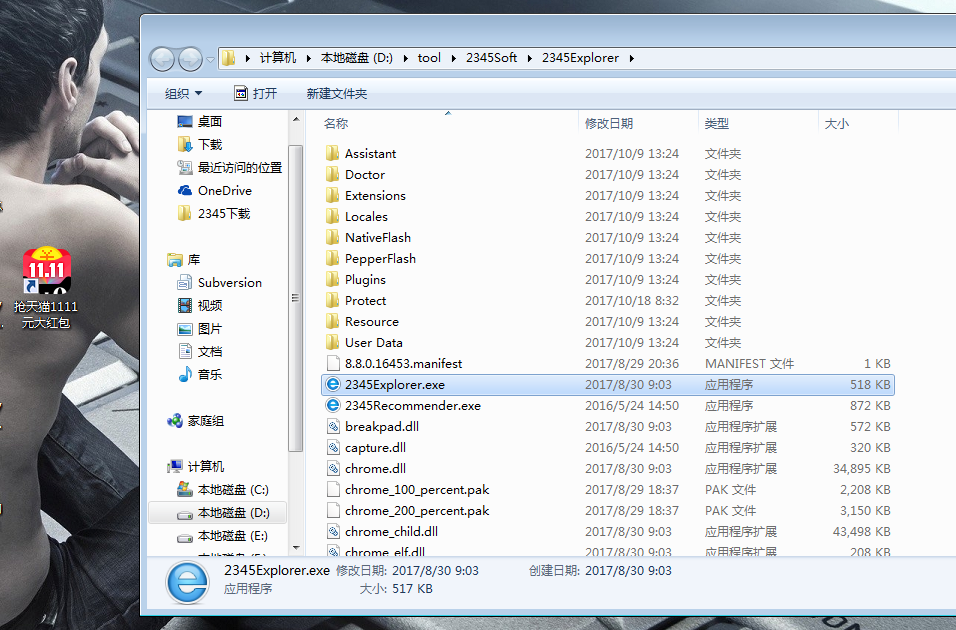 计算机 本地磁盘 (D:) tool 2345Soft 2345Explorer
组织 打开 新建文件夹
名称 修改日期 类型 大小
桌面
下载
最近访问的位置
OneDrive
2345下载
库
Subversion
视频
图片
文档
音乐
家庭组
计算机
本地磁盘 (C:)
本地磁盘 (D:)
本地磁盘 (E:)
Assistant 2017/10/9 13:24 文件夹
Doctor 2017/10/9 13:24 文件夹
Extensions 2017/10/9 13:24 文件夹
Locales 2017/10/9 13:24 文件夹
NativeFlash 2017/10/9 13:24 文件夹
PepperFlash 2017/10/9 13:24 文件夹
Plugins 2017/10/9 13:24 文件夹
Protect 2017/10/18 8:32 文件夹
Resource 2017/10/9 13:24 文件夹
User Data 2017/10/9 13:24 文件夹
8.8.0.16453.manifest 2017/8/29 20:36 MANIFEST 文件 1 KB
2345Explorer.exe 2017/8/30 9:03 应用程序 518 KB
2345Recommender.exe 2016/5/24 14:50 应用程序 872 KB
breakpad.dll 2017/8/30 9:03 应用程序扩展 572 KB
capture.dll 2016/5/24 14:50 应用程序扩展 320 KB
chrome.dll 2017/8/30 9:03 应用程序扩展 34,895 KB
chrome_100_percent.pak 2017/8/29 18:37 PAK 文件 2,208 KB
chrome_200_percent.pak 2017/8/29 18:37 PAK 文件 3,150 KB
chrome_child.dll 2017/8/30 9:03 应用程序扩展 43,498 KB
chrome_elf.dll 2017/8/30 9:03 应用程序扩展 208 KB
2345Explorer.exe 修改日期: 2017/8/30 9:03 创建日期: 2017/8/30 9:03
应用程序 大小: 517 KB
11.11
抢天猫1111
元大红包